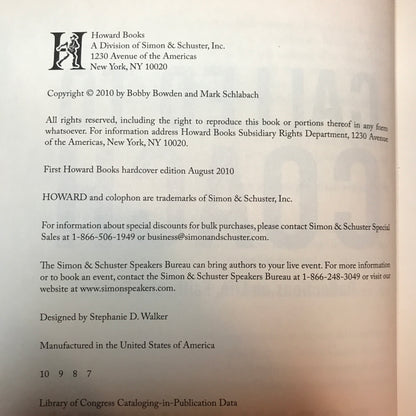 Howard Books
A Division of Simon & Schuster, Inc.
1230 Avenue of the Americas
New York, NY 10020
Copyright © 2010 by Bobby Bowden and Mark Schlabach
All rights reserved, including the right to reproduce this book or portions thereof in any form
whatsoever. For information address Howard Books Subsidiary Rights Department, 1230 Avenue
of the Americas, New York, NY 10020.
First Howard Books hardcover edition August 2010
HOWARD and colophon are trademarks of Simon & Schuster, Inc.
For information about special discounts for bulk purchases, please contact Simon & Schuster Special
Sales at 1-866-506-1949 or business@simonandschuster.com.
The Simon & Schuster Speakers Bureau can bring authors to your live event. For more information
or to book an event, contact the Simon & Schuster Speakers Bureau at 1-866-248-3049 or visit our
website at www.simonspeakers.com.
Designed by Stephanie D. Walker
Manufactured in the United States of America
10 9 8 7
Library of Congress Cataloging-in-Publication Data